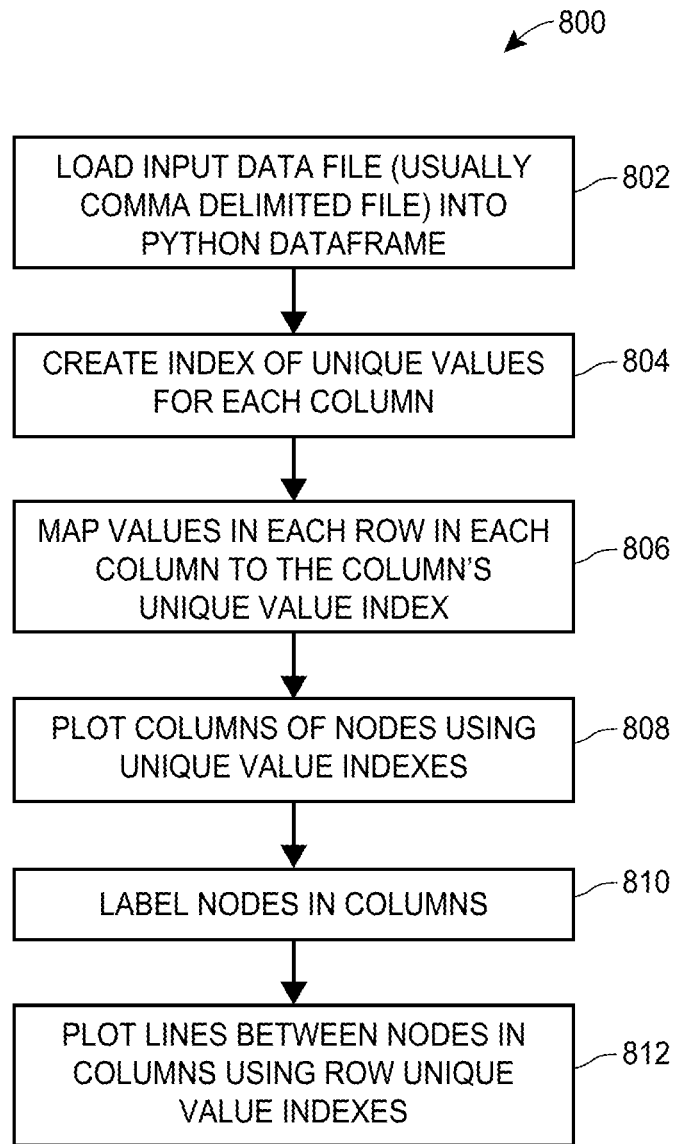 800
LOAD INPUT DATA FILE (USUALLY
COMMA DELIMITED FILE) INTO
PYTHON DATAFRAME
802
CREATE INDEX OF UNIQUE VALUES
FOR EACH COLUMN
804
MAP VALUES IN EACH ROW IN EACH
COLUMN TO THE COLUMN'S
UNIQUE VALUE INDEX
806
PLOT COLUMNS OF NODES USING
UNIQUE VALUE INDEXES
808
LABEL NODES IN COLUMNS
810
PLOT LINES BETWEEN NODES IN
COLUMNS USING ROW UNIQUE
VALUE INDEXES
812